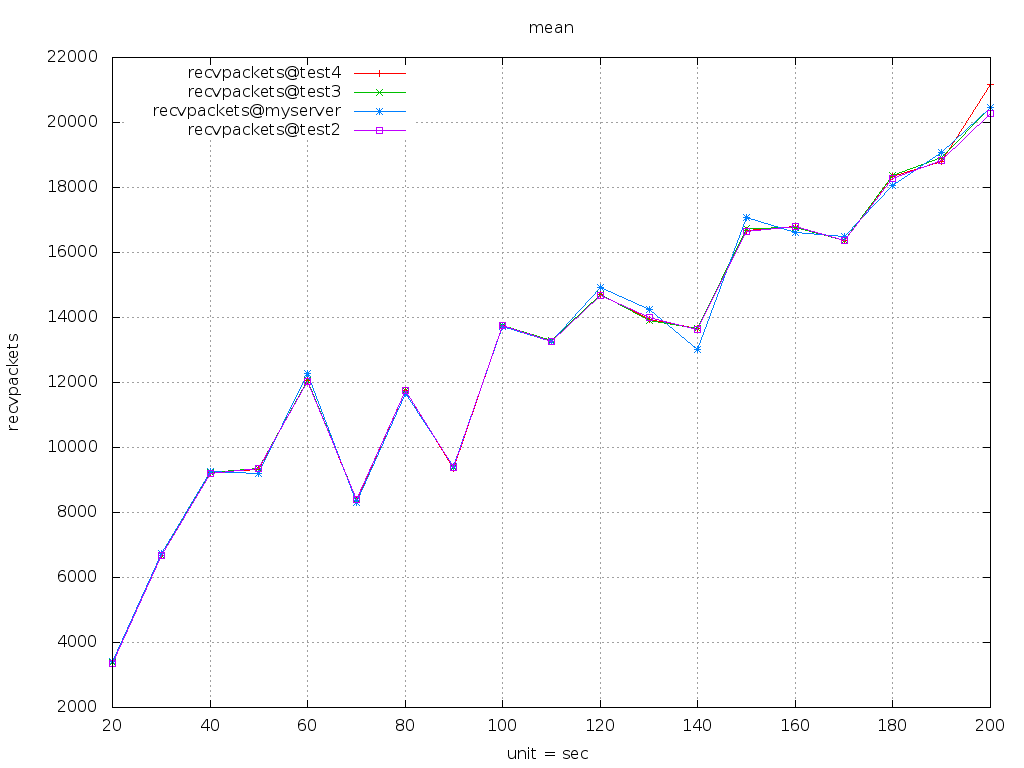 mean
22000
20000
18000
16000
14000
12000
10000
8000
6000
4000
2000
recvpackets
recvpackets@test4
recvpackets@test3
recvpackets@myserver
recvpackets@test2
20 40 60 80 100 120 140 160 180 200
unit = sec